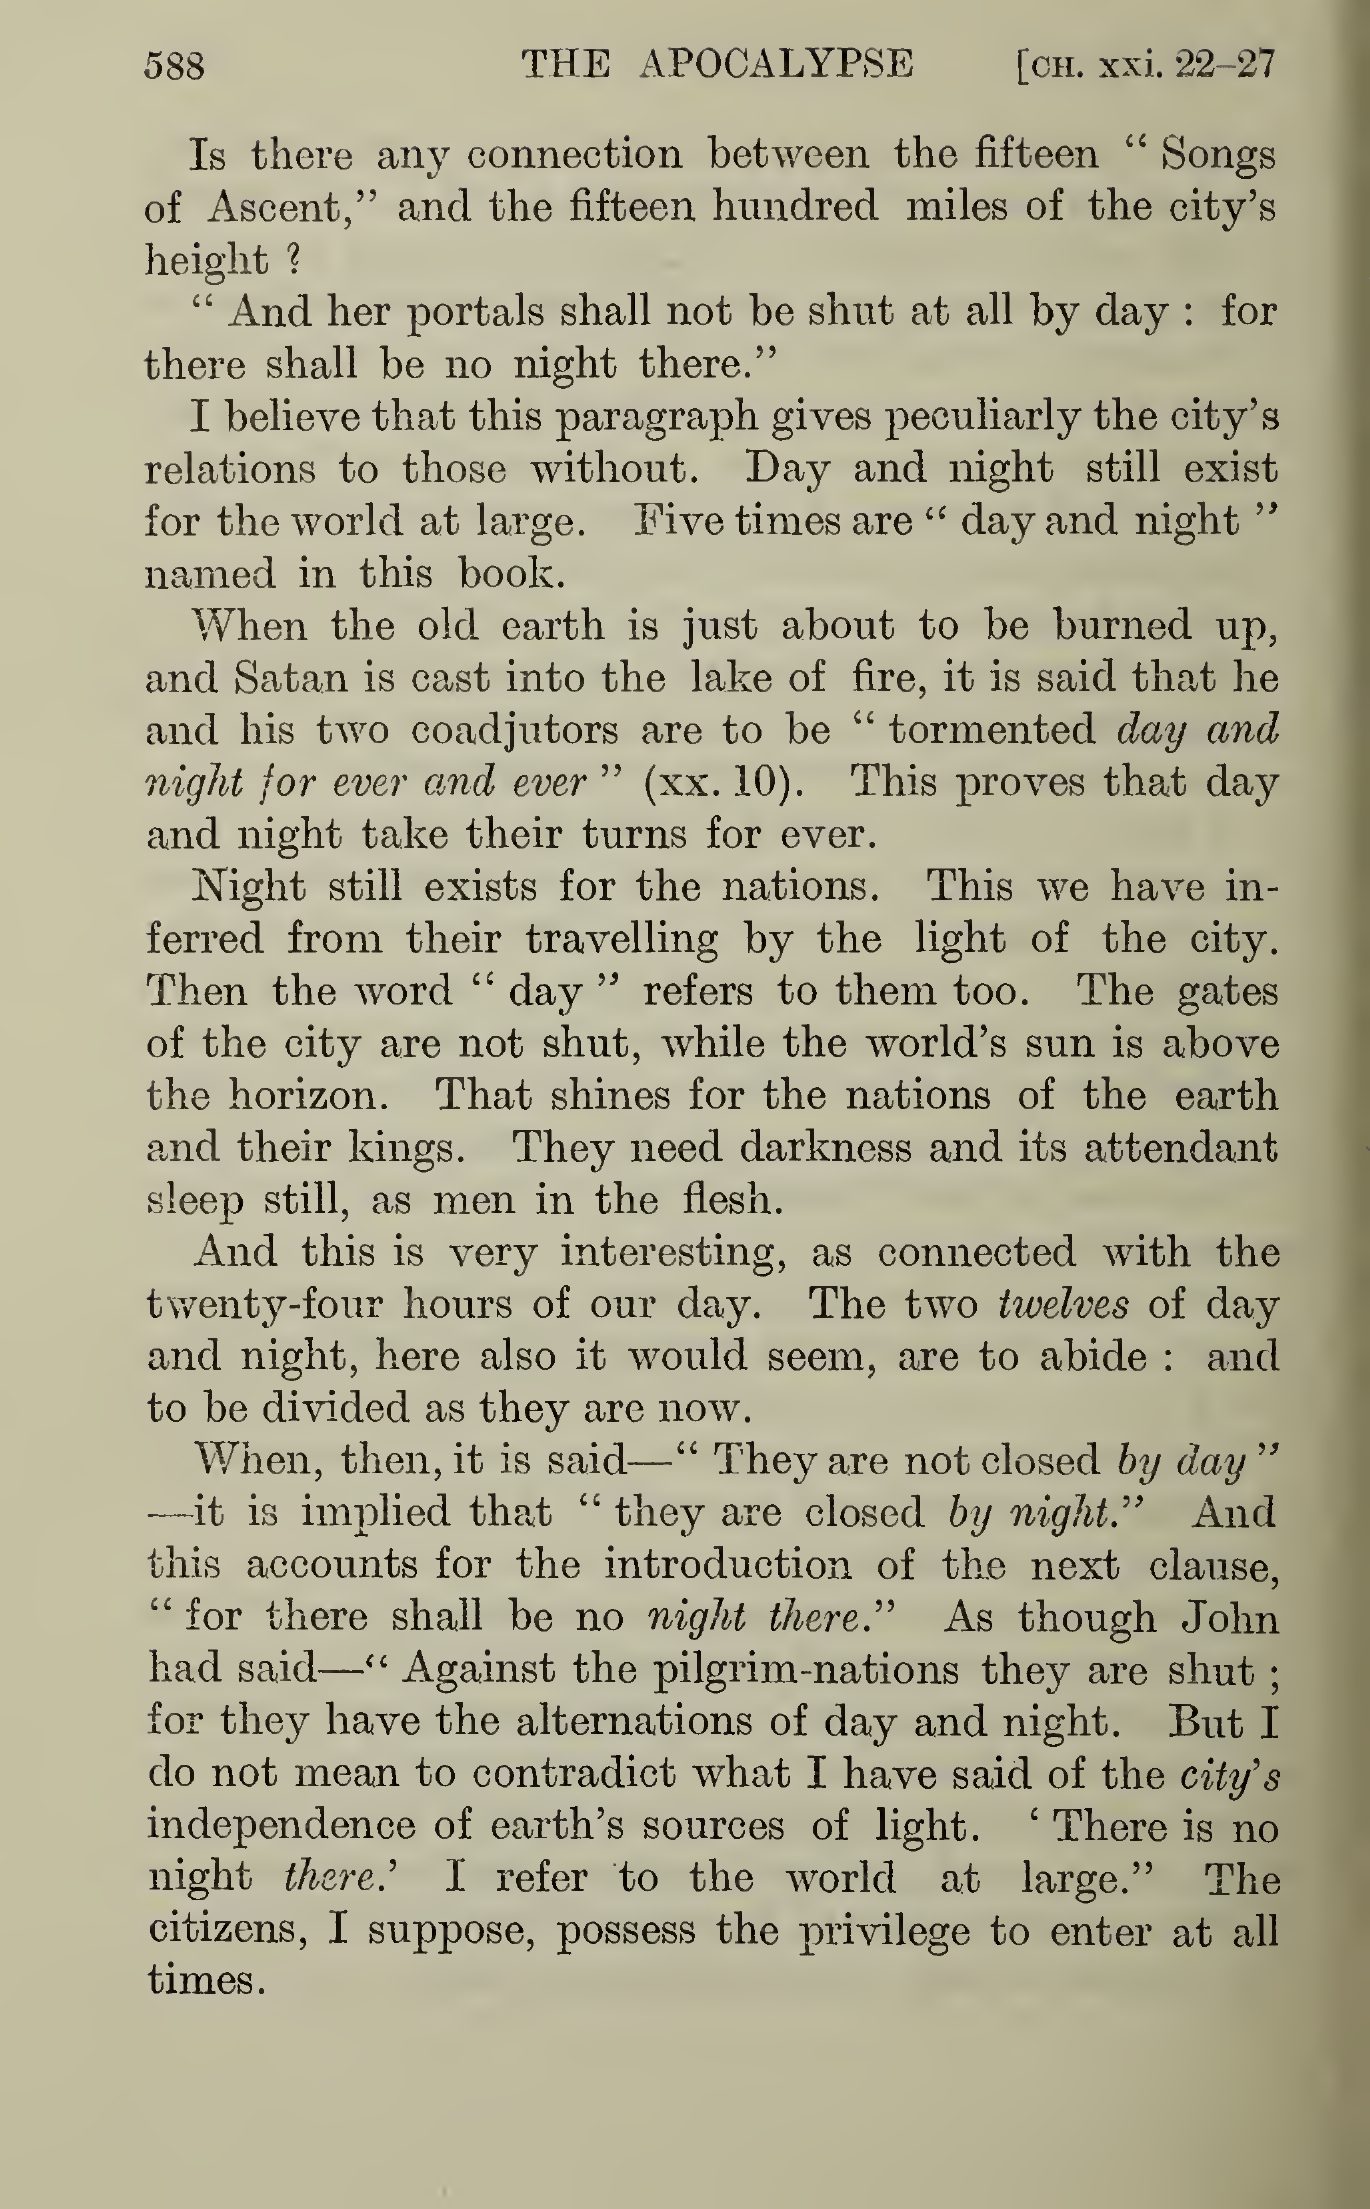 588 THE APOCALYPSE [CH. xxi. 22–27
Is there any connection between the fifteen “ Songs
of Ascent,” and the fifteen hundred miles of the city’s
height ?
“ And her portals shall not be shut at all by day : for
there shall be no night there.”
I believe that this paragraph gives peculiarly the city’s
relations to those without. Day and night still exist
for the world at large. Five times are “ day and night ”
named in this book.
When the old earth is just about to be burned up,
and Satan is cast into the lake of fire, it is said that he
and his two coadjutors are to be “ tormented day and
night for ever and ever ” (xx. 10). This proves that day
and night take their turns for ever.
Night still exists for the nations. This we have in-
ferred from their travelling by the light of the city.
Then the word “ day ” refers to them too. The gates
of the city are not shut, while the world’s sun is above
the horizon. That shines for the nations of the earth
and their kings. They need darkness and its attendant
sleep still, as men in the flesh.
And this is very interesting, as connected with the
twenty-four hours of our day. The two twelves of day
and night, here also it would seem, are to abide : and
to be divided as they are now.
When, then, it is said—“ They are not closed by day ”
—it is implied that “ they are closed by night.” And
this accounts for the introduction of the next clause,
“ for there shall be no night there.” As though John
had said—“ Against the pilgrim-nations they are shut ;
for they have the alternations of day and night. But I
do not mean to contradict what I have said of the city’s
independence of earth’s sources of light. ‘ There is no
night there.’ I refer to the world at large.” The
citizens, I suppose, possess the privilege to enter at all
times.